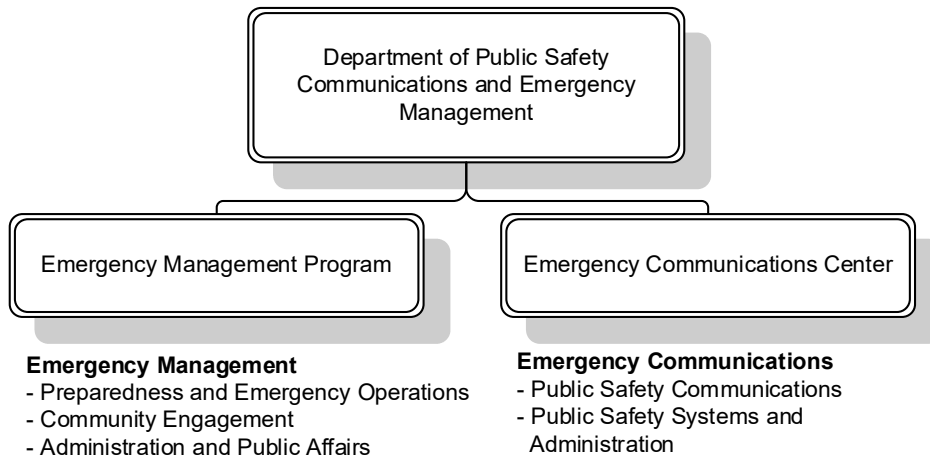 Department of Public Safety
Communications and Emergency
Management
Emergency Management Program
Emergency Communications Center
Emergency Management
- Preparedness and Emergency Operations
- Community Engagement
- Administration and Public Affairs
Emergency Communications
- Public Safety Communications
- Public Safety Systems and
Administration